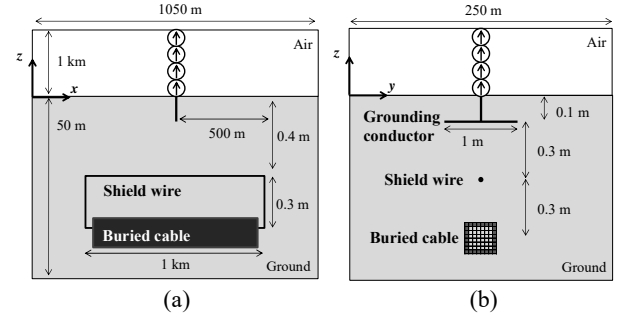 1050 m
Air
1 km
z
x
50 m
500 m
0.4 m
Shield wire
0.3 m
Buried cable
1 km
Ground
(a)
250 m
Air
z
y
Grounding
conductor
0.1 m
1 m
0.3 m
Shield wire
0.3 m
Buried cable
Ground
(b)